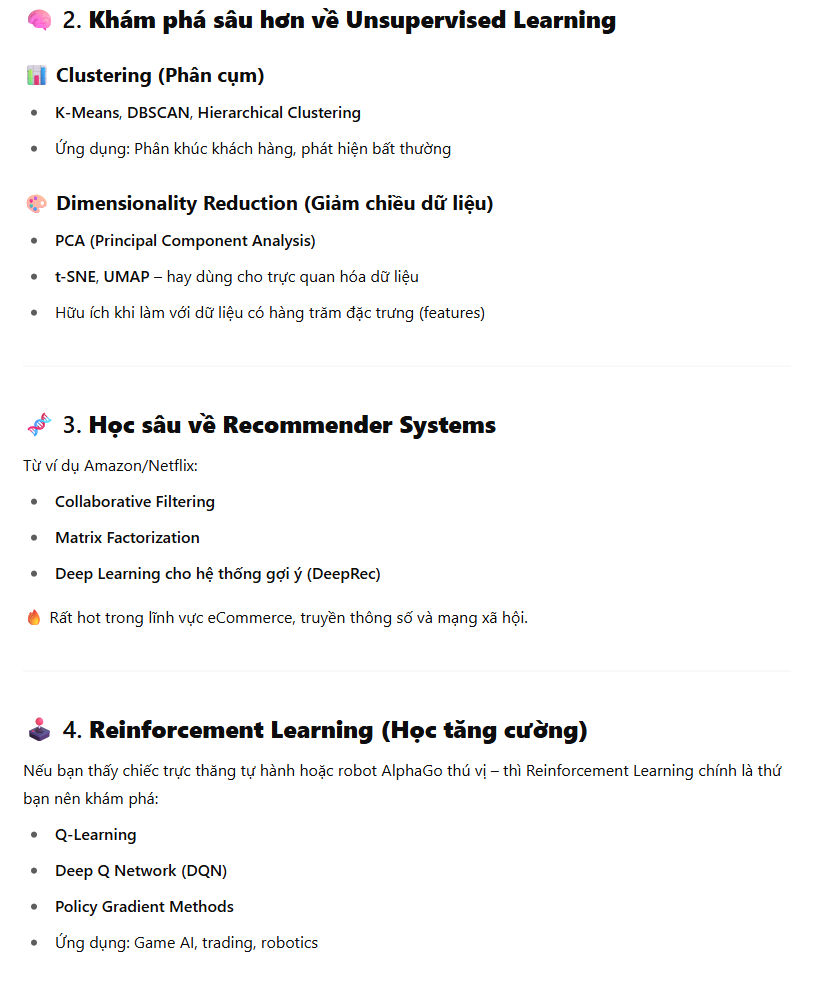 🧠 2. Khám phá sâu hơn về Unsupervised Learning
📊 Clustering (Phân cụm)
• K-Means, DBSCAN, Hierarchical Clustering
• Ứng dụng: Phân khúc khách hàng, phát hiện bất thường
🎨 Dimensionality Reduction (Giảm chiều dữ liệu)
• PCA (Principal Component Analysis)
• t-SNE, UMAP – hay dùng cho trực quan hóa dữ liệu
• Hữu ích khi làm với dữ liệu có hàng trăm đặc trưng (features)
🧬 3. Học sâu về Recommender Systems
Từ ví dụ Amazon/Netflix:
• Collaborative Filtering
• Matrix Factorization
• Deep Learning cho hệ thống gợi ý (DeepRec)
🔥 Rất hot trong lĩnh vực eCommerce, truyền thông số và mạng xã hội.
🕹️ 4. Reinforcement Learning (Học tăng cường)
Nếu bạn thấy chiếc trực thăng tự hành hoặc robot AlphaGo thú vị – thì Reinforcement Learning chính là thứ
bạn nên khám phá:
• Q-Learning
• Deep Q Network (DQN)
• Policy Gradient Methods
• Ứng dụng: Game AI, trading, robotics